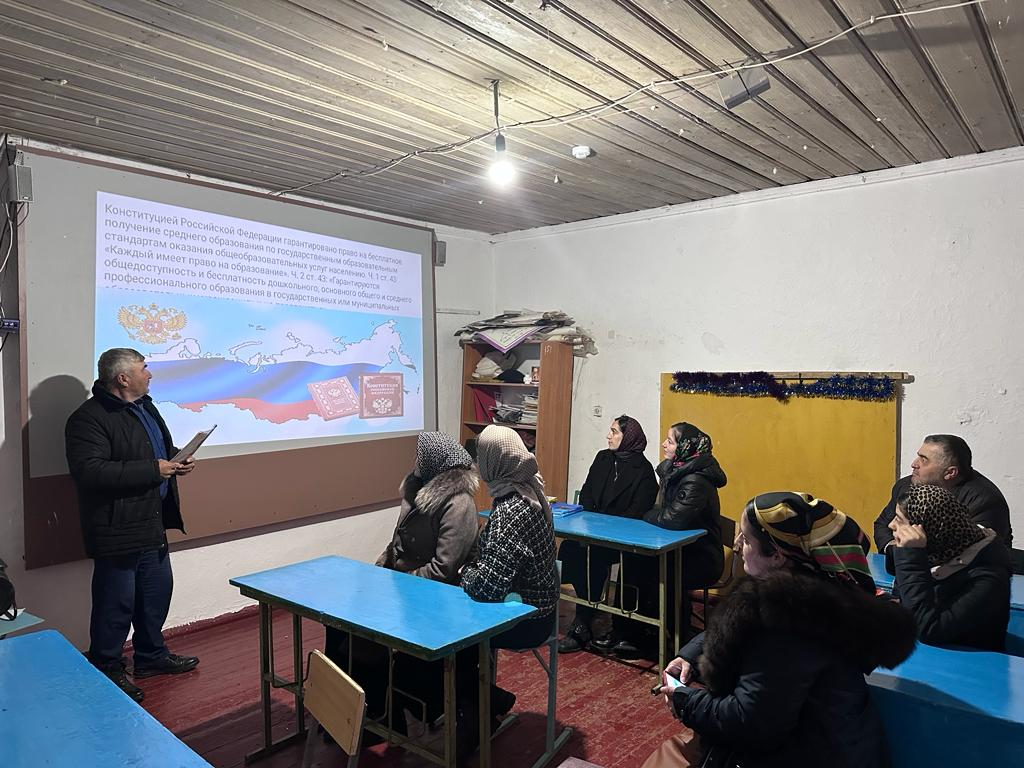 Конституцией Российской Федерации гарантировано право на бесплатное
получение среднего образования по государственным образовательным
стандартам оказания общеобразовательных услуг населению. Ч. 1 ст. 43
«Каждый имеет право на образование». Ч. 2 ст. 43: «Гарантируются
общедоступность и бесплатность дошкольного, основного общего и среднего
профессионального образования в государственных или муниципальных
Конституция